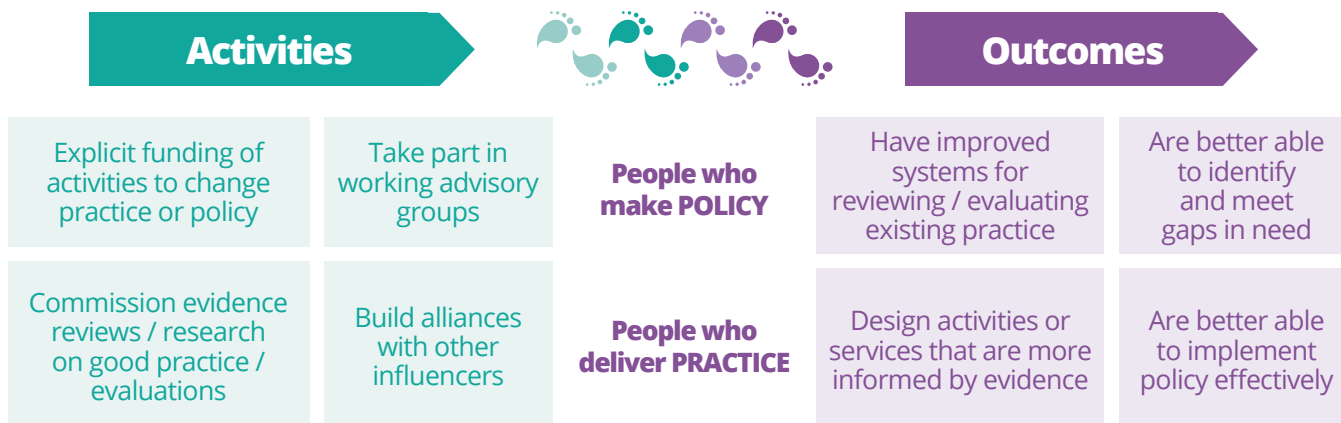 Activities
Outcomes
Explicit funding of
activities to change
practice or policy
Take part in
working advisory
groups
People who
make POLICY
Have improved
systems for
reviewing / evaluating
existing practice
Are better able
to identify
and meet
gaps in need
Commission evidence
reviews / research
on good practice /
evaluations
Build alliances
with other
influencers
People who
deliver PRACTICE
Design activities or
services that are more
informed by evidence
Are better able
to implement
policy effectively